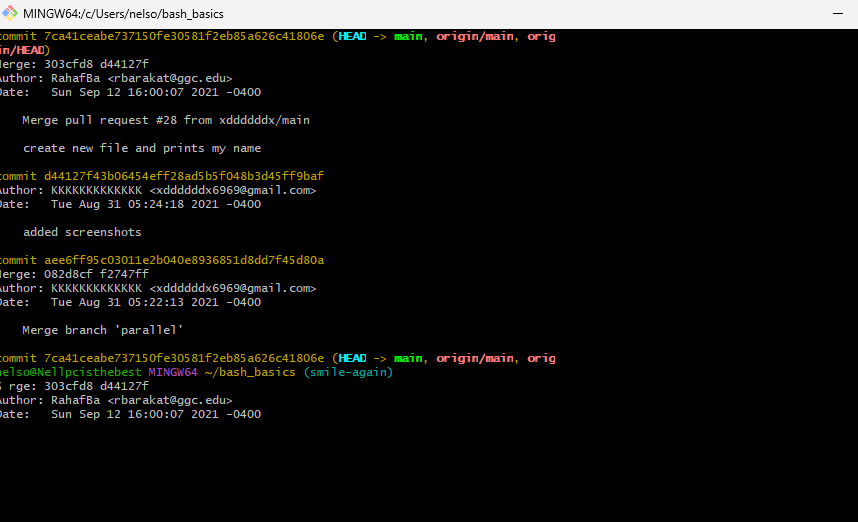 MINGW64:/c/Users/nelso/bash_basics
commit 7ca41ceabe737150fe30581f2eb85a626c41806e (HEAD -> main, origin/main, orig
in/HEAD)
Merge: 303cfd8 d44127f
Author: RahafBa <rbarakat@ggc.edu>
Date:   Sun Sep 12 16:00:07 2021 -0400
Merge pull request #28 from xddddddx/main
create new file and prints my name
commit d44127f43b06454eff28ad5b5f048b3d45ff9baf
Author: KKKKKKKKKKKKK <xddddddx6969@gmail.com>
Date:   Tue Aug 31 05:24:18 2021 -0400
added screenshots
commit aee6ff95c03011e2b040e8936851d8dd7f45d80a
Merge: 082d8cf f2747ff
Author: KKKKKKKKKKKKK <xddddddx6969@gmail.com>
Date:   Tue Aug 31 05:22:13 2021 -0400
Merge branch 'parallel'
commit 7ca41ceabe737150fe30581f2eb85a626c41806e (HEAD -> main, origin/main, orig
nelso@Nellpcisthebest MINGW64 ~/bash_basics (smile-again)
$ rge: 303cfd8 d44127f
Author: RahafBa <rbarakat@ggc.edu>
Date:   Sun Sep 12 16:00:07 2021 -0400